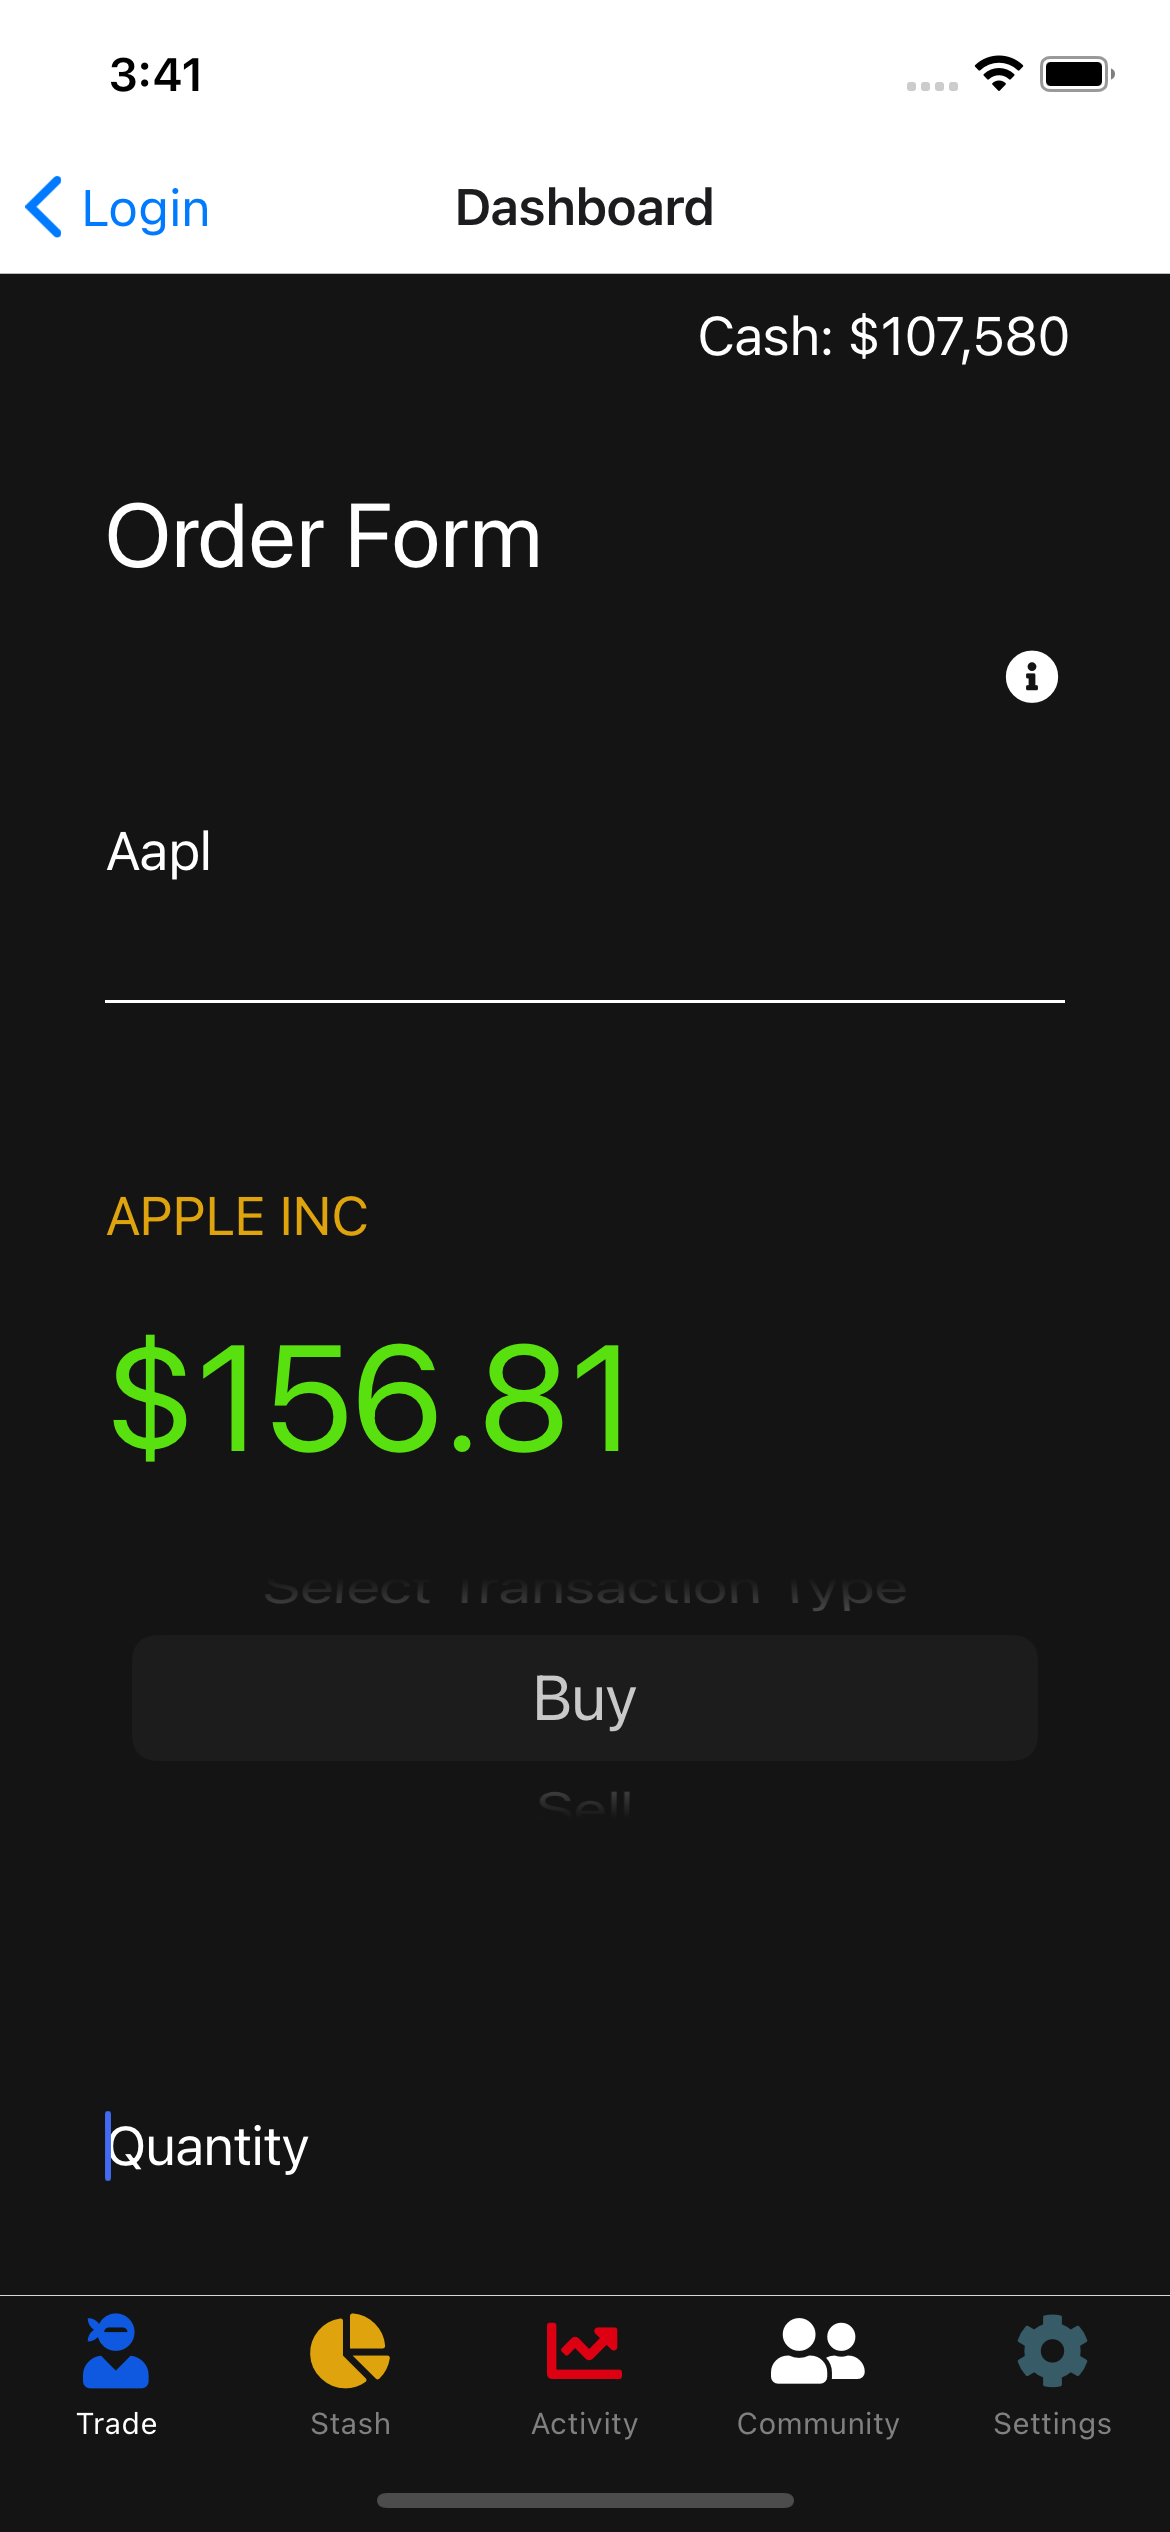 3:41
Login
Dashboard
Cash: $107,580
Order Form
Aapl
APPLE INC
$156.81
Select Transaction Type
Buy
Sell
Quantity
Trade
Stash
Activity
Community
Settings